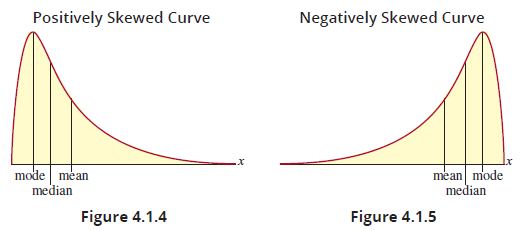 Positively Skewed Curve
x
mode mean
median
Figure 4.1.4
Negatively Skewed Curve
x
mean mode
median
Figure 4.1.5